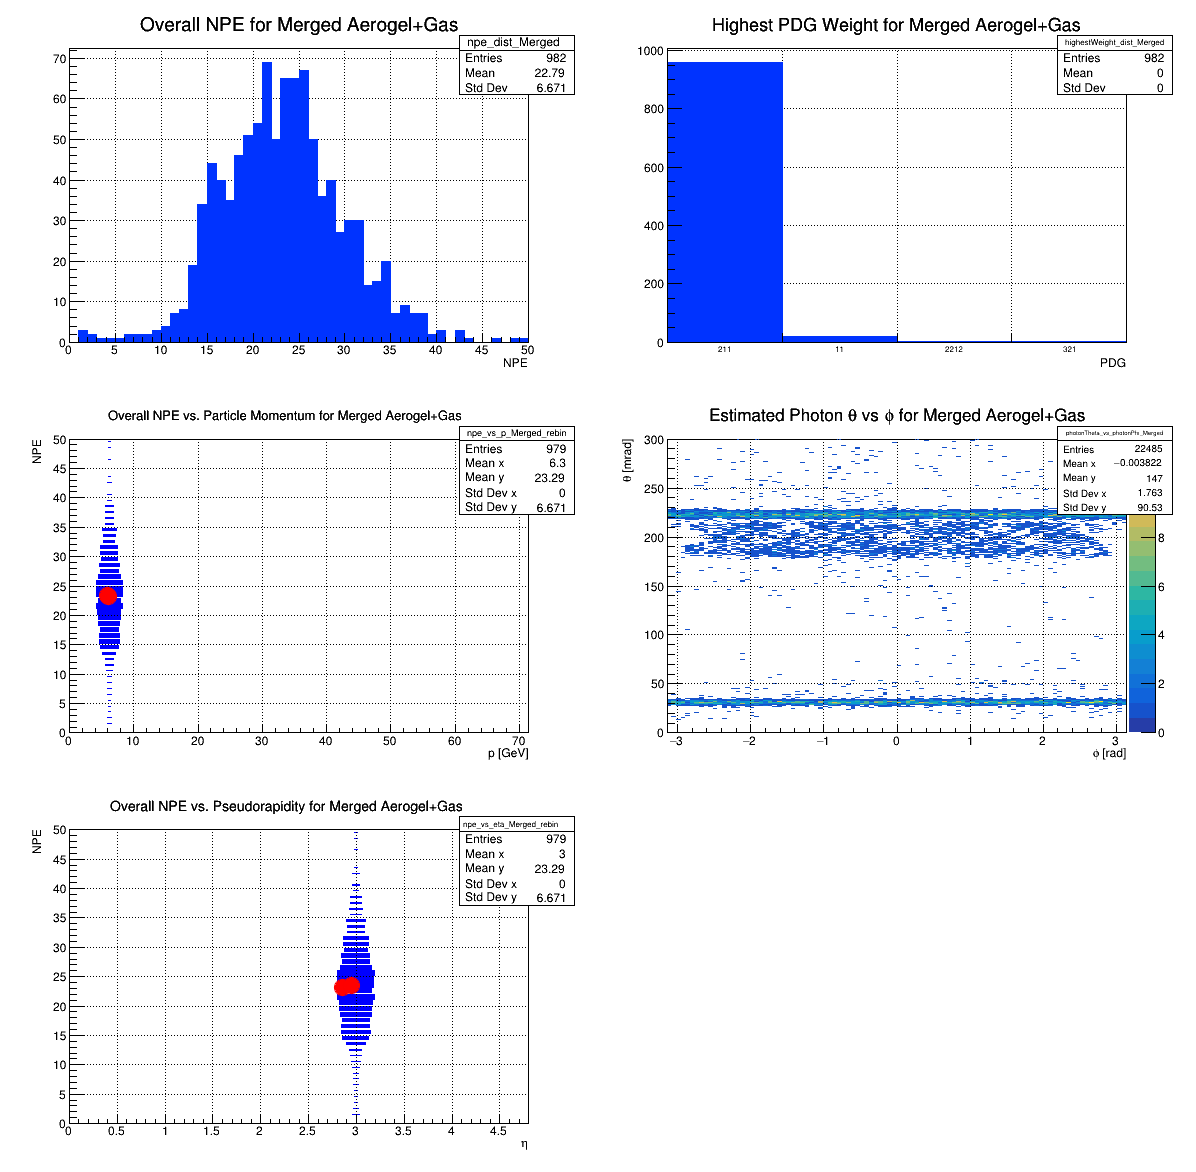 Overall NPE for Merged Aerogel+Gas
npe_dist_Merged
Entries 982
Mean 22.79
Std Dev 6.671
70
60
50
40
30
20
10
0
0 5 10 15 20 25 30 35 40 45 50
NPE
Highest PDG Weight for Merged Aerogel+Gas
highestWeight_dist_Merged
Entries 982
Mean 0
Std Dev 0
1000
800
600
400
200
0
211 11 2212 321
PDG
Overall NPE vs. Particle Momentum for Merged Aerogel+Gas
npe_vs_p_Merged_rebin
Entries 979
Mean x 6.3
Mean y 23.29
Std Dev x 0
Std Dev y 6.671
NPE
50
45
40
35
30
25
20
15
10
5
0
0 10 20 30 40 50 60 70
p [GeV]
Estimated Photon θ vs ϕ for Merged Aerogel+Gas
photonTheta_vs_photonPhi_Merged
Entries 22485
Mean x −0.003822
Mean y 147
Std Dev x 1.763
Std Dev y 90.53
θ [mrad]
300
250
200
150
100
50
0
−3 −2 −1 0 1 2 3
ϕ [rad]
8
6
4
2
0
Overall NPE vs. Pseudorapidity for Merged Aerogel+Gas
npe_vs_eta_Merged_rebin
Entries 979
Mean x 3
Mean y 23.29
Std Dev x 0
Std Dev y 6.671
NPE
50
45
40
35
30
25
20
15
10
5
0
0 0.5 1 1.5 2 2.5 3 3.5 4 4.5
η